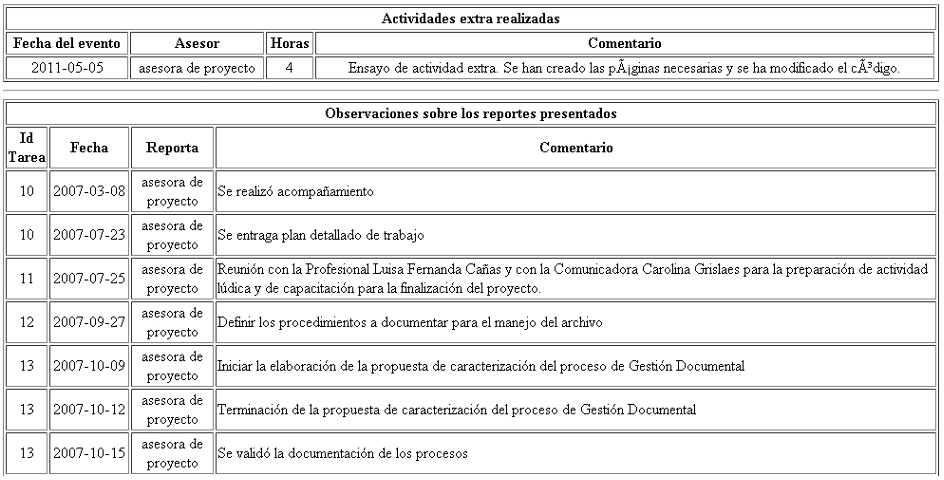 Actividades extra realizadas
Fecha del evento Asesor Horas Comentario
2011-05-05 asesora de proyecto 4 Ensayo de actividad extra. Se han creado las pÃ¡ginas necesarias y se ha modificado el cÃ³digo.
Observaciones sobre los reportes presentados
Id Tarea Fecha Reporta Comentario
10 2007-03-08 asesora de proyecto Se realizó acompañamiento
10 2007-07-23 asesora de proyecto Se entraga plan detallado de trabajo
11 2007-07-25 asesora de proyecto Reunión con la Profesional Luisa Fernanda Cañas y con la Comunicadora Carolina Grislaes para la preparación de actividad
lúdica y de capacitación para la finalización del proyecto.
12 2007-09-27 asesora de proyecto Definir los procedimientos a documentar para el manejo del archivo
13 2007-10-09 asesora de proyecto Iniciar la elaboración de la propuesta de caracterización del proceso de Gestión Documental
13 2007-10-12 asesora de proyecto Terminación de la propuesta de caracterización del proceso de Gestión Documental
13 2007-10-15 asesora de proyecto Se validó la documentación de los procesos